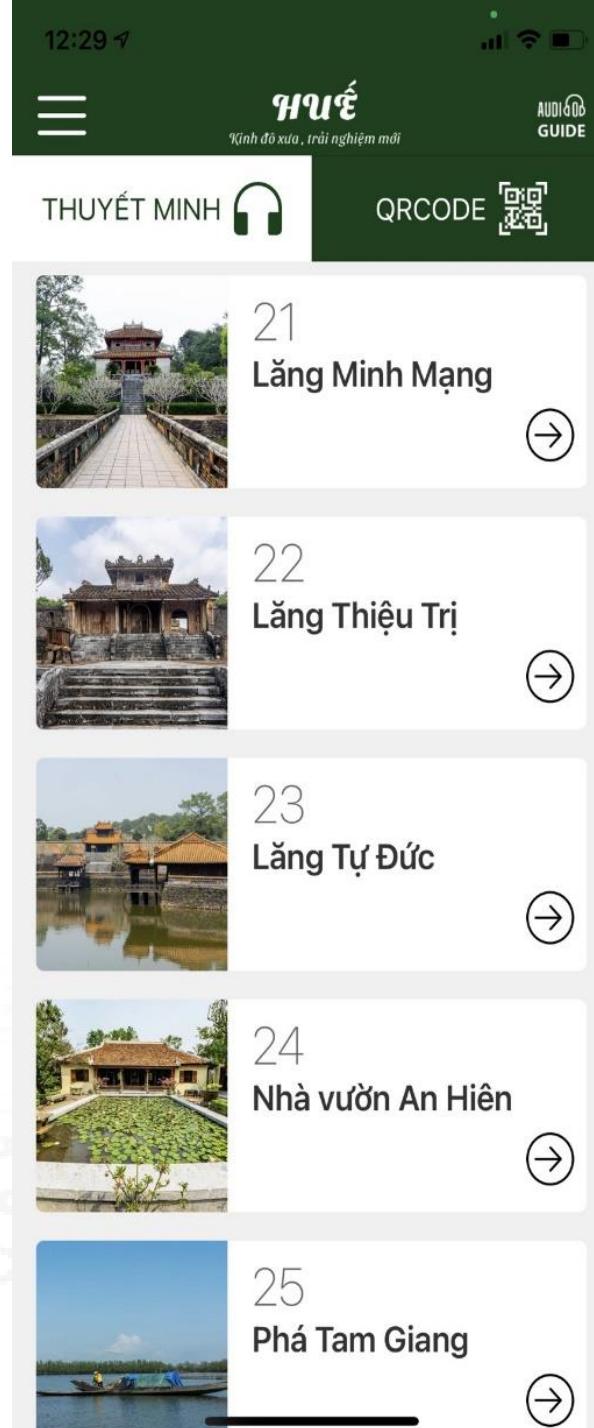 12:29
HUẾ
Kinh đô xưa , trải nghiệm mới
AUDIO
GUIDE
THUYẾT MINH
QRCODE
21
Lăng Minh Mạng
22
Lăng Thiệu Trị
23
Lăng Tự Đức
24
Nhà vườn An Hiên
25
Phá Tam Giang